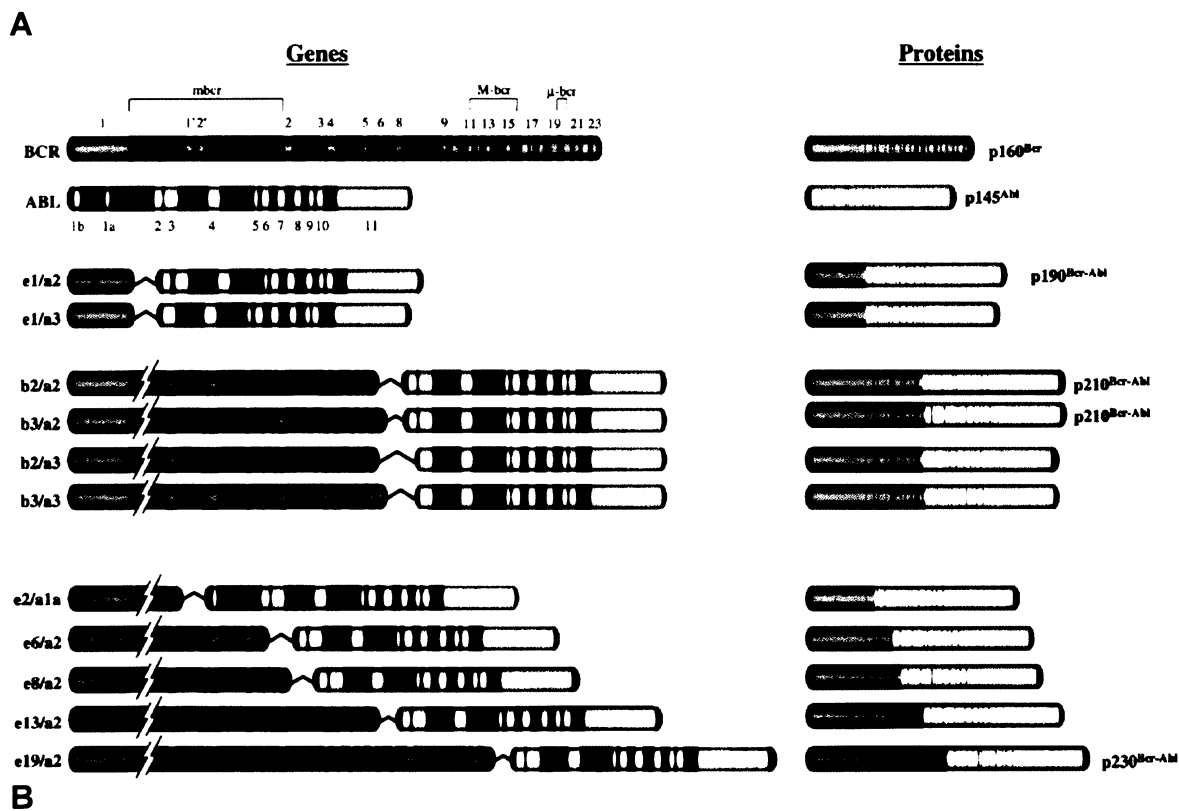 A
Genes Proteins
mbcr M-bcr μ-bcr
1 1' 2' 2 3 4 5 6 8 9 11 13 15 17 19 21 23
BCR p160Bcr
ABL p145Abl
1b 1a 2 3 4 5 6 7 8 9 10 11
e1/a2 p190Bcr-Abl
e1/a3
b2/a2 p210Bcr-Abl
b3/a2 p210Bcr-Abl
b2/a3
b3/a3
e2/a1a
e6/a2
e8/a2
e13/a2
e19/a2 p230Bcr-Abl
B